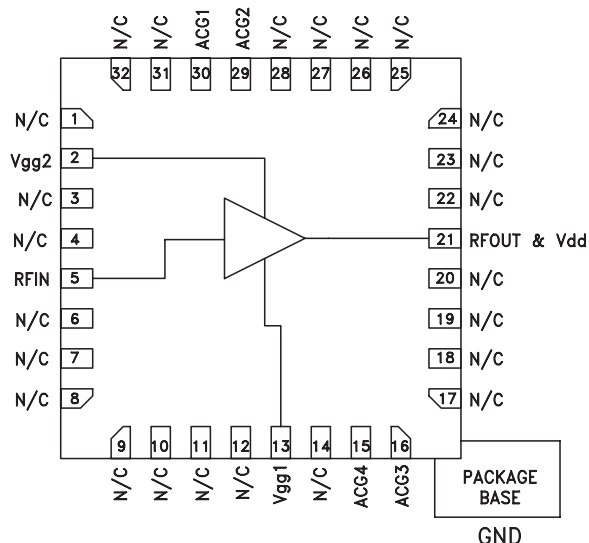 N/C
N/C
ACG1
ACG2
N/C
N/C
N/C
N/C
32
31
30
29
28
27
26
25
N/C 1
24 N/C
Vgg2 2
23 N/C
N/C 3
22 N/C
N/C 4
21 RFOUT & Vdd
RFIN 5
20 N/C
N/C 6
19 N/C
N/C 7
18 N/C
N/C 8
17 N/C
9
10
11
12
13
14
15
16
N/C
N/C
N/C
N/C
Vgg1
N/C
ACG4
ACG3
PACKAGE
BASE
GND